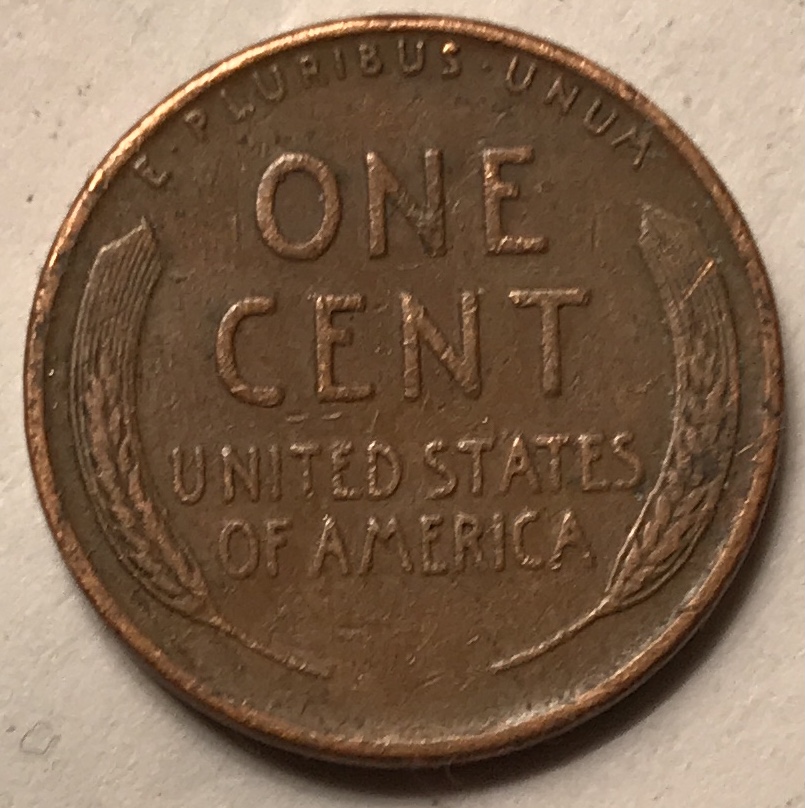 E · PLURIBUS · UNUM
ONE
CENT
UNITED STATES
OF AMERICA